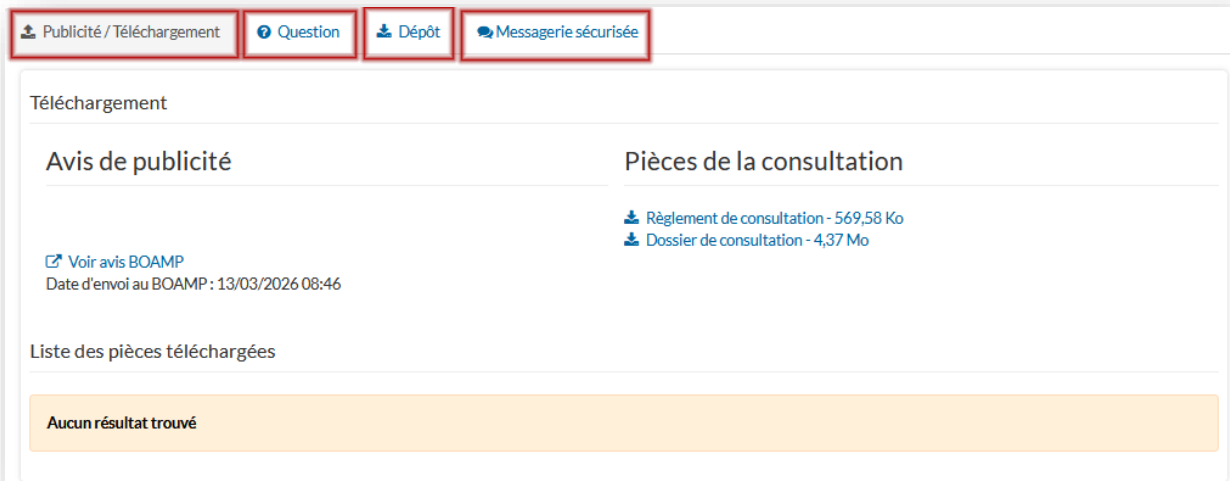 Publicité / Téléchargement Question Dépôt Messagerie sécurisée
Téléchargement
Avis de publicité
Pièces de la consultation
Règlement de consultation - 569,58 Ko
Dossier de consultation - 4,37 Mo
Voir avis BOAMP
Date d'envoi au BOAMP : 13/03/2026 08:46
Liste des pièces téléchargées
Aucun résultat trouvé